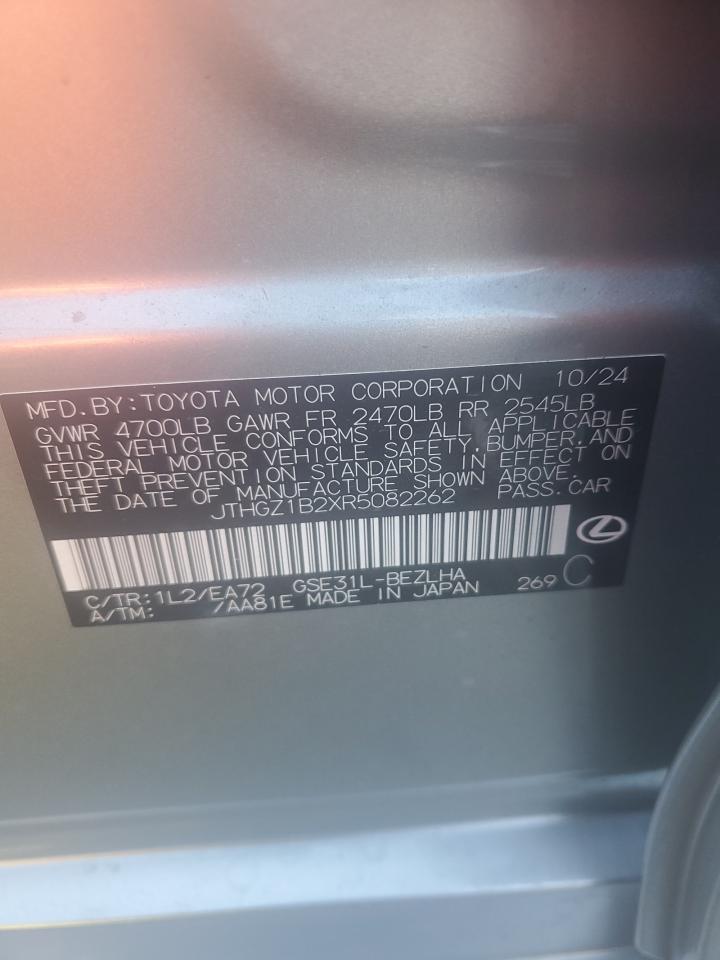 MFD.BY:TOYOTA MOTOR CORPORATION 10/24
GVWR 4700LB GAWR FR 2470LB RR 2545LB
THIS VEHICLE CONFORMS TO ALL APPLICABLE
FEDERAL MOTOR VEHICLE SAFETY,BUMPER,AND
THEFT PREVENTION STANDARDS IN EFFECT ON
THE DATE OF MANUFACTURE SHOWN ABOVE.
JTHGZ1B2XR5082262 PASS.CAR
C/TR:1L2/EA72 GSE31L-BEZLHA
A/TM: /AA81E MADE IN JAPAN 269 C